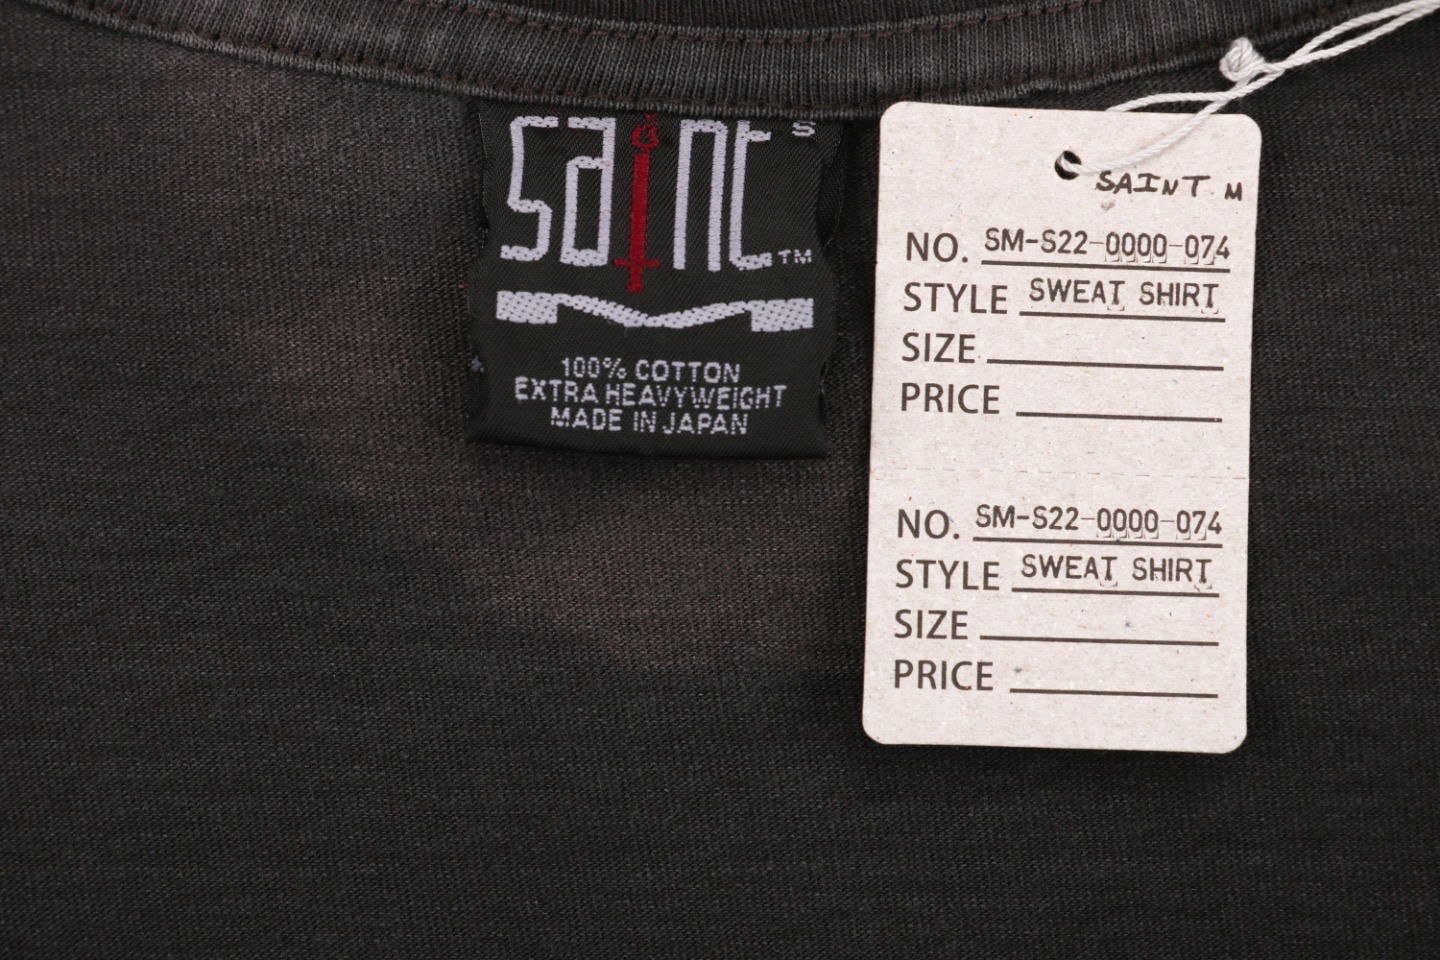 saint S
TM
100% COTTON
EXTRA HEAVYWEIGHT
MADE IN JAPAN
SAINT M
NO. SM-S22-0000-074
STYLE SWEAT SHIRT
SIZE
PRICE
NO. SM-S22-0000-074
STYLE SWEAT SHIRT
SIZE
PRICE